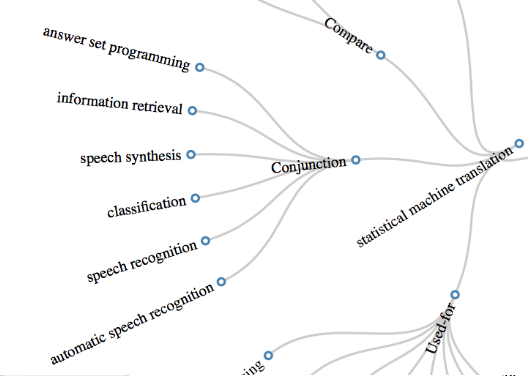 Compare
answer set programming
information retrieval
speech synthesis
Conjunction
classification
statistical machine translation
speech recognition
automatic speech recognition
Used-for